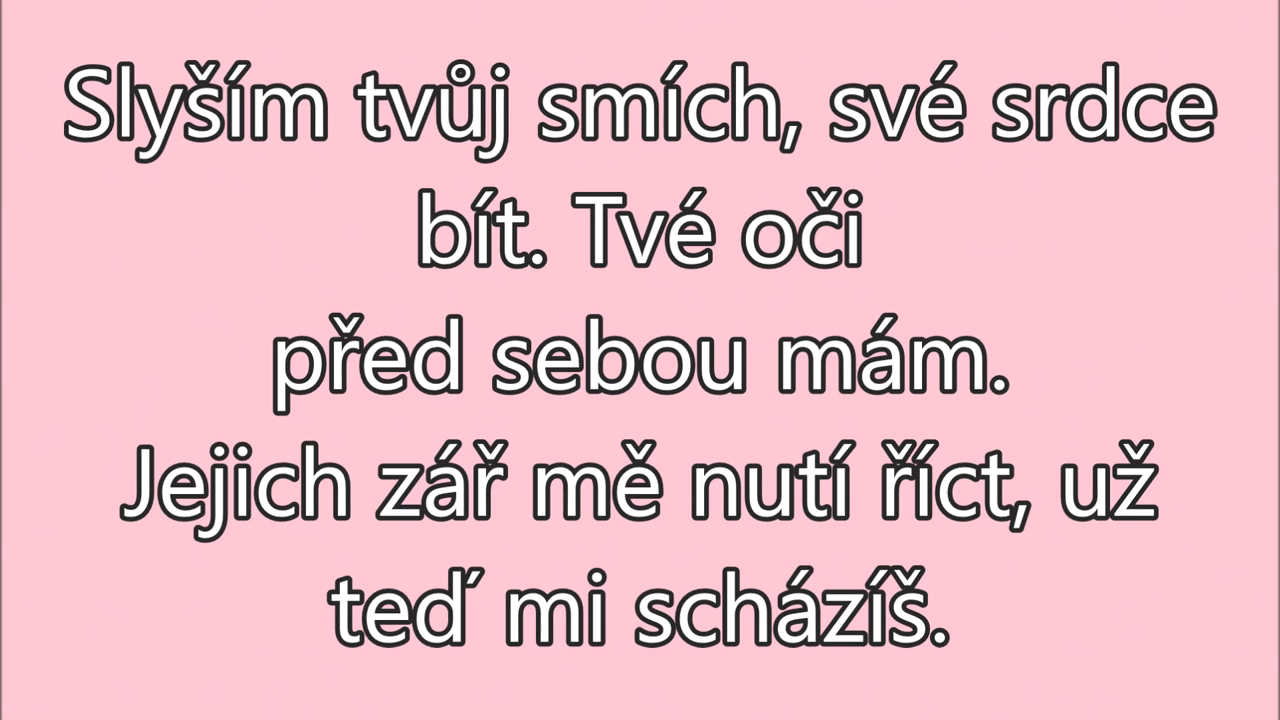 Slyším tvůj smích, své srdce
bít. Tvé oči
před sebou mám.
Jejich zář mě nutí říct, už
teď mi scházíš.